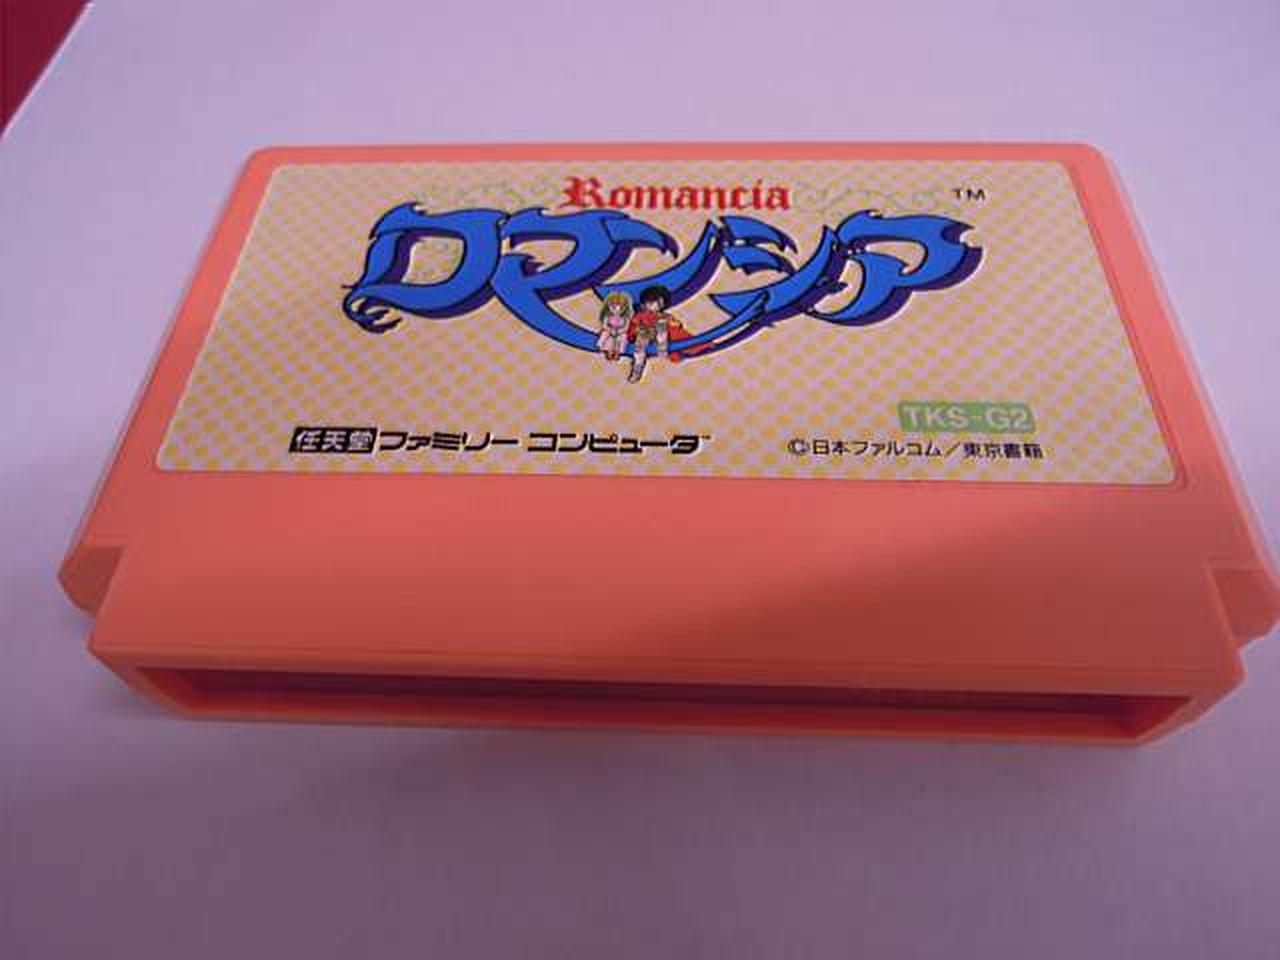 Romancia
TM
ロマンシア
TKS-G2
任天堂ファミリー コンピュータ™
©日本ファルコム／東京書籍